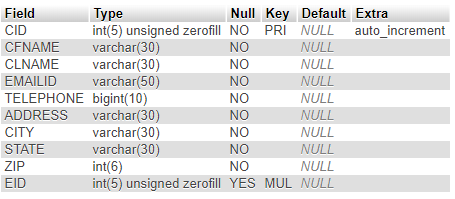 Field Type Null Key Default Extra
CID int(5) unsigned zerofill NO PRI NULL auto_increment
CFNAME varchar(30) NO NULL
CLNAME varchar(30) NO NULL
EMAILID varchar(50) NO NULL
TELEPHONE bigint(10) NO NULL
ADDRESS varchar(30) NO NULL
CITY varchar(30) NO NULL
STATE varchar(30) NO NULL
ZIP int(6) NO NULL
EID int(5) unsigned zerofill YES MUL NULL